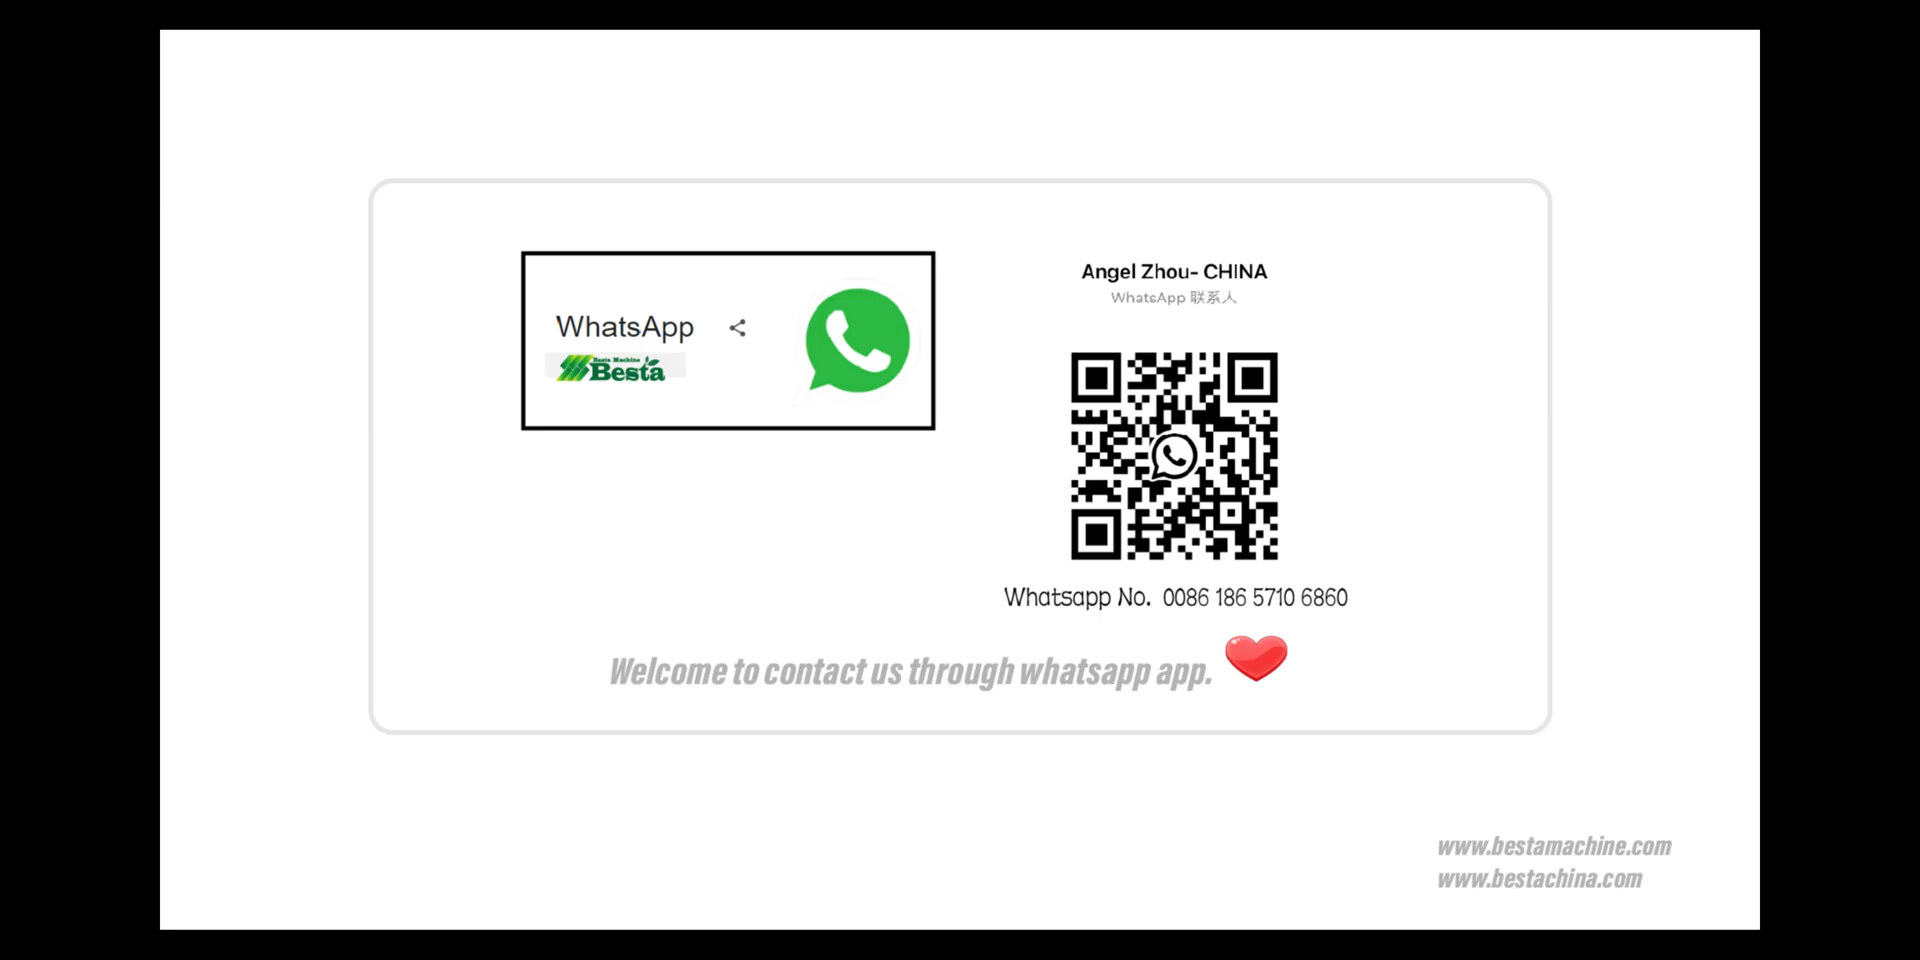 WhatsApp
Besta Machine
Besta
Angel Zhou- CHINA
WhatsApp 联系人
Whatsapp No. 0086 186 5710 6860
Welcome to contact us through whatsapp app.
www.bestamachine.com
www.bestachina.com